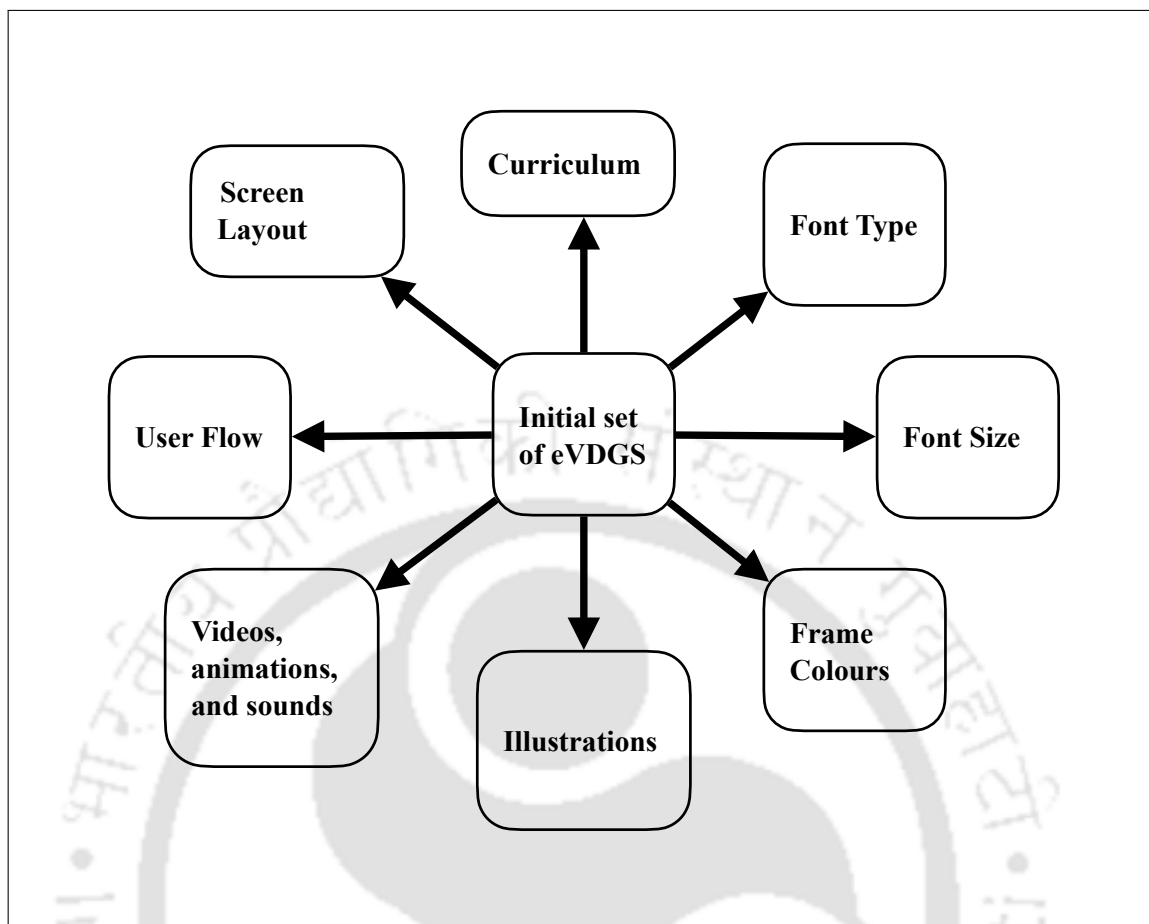 Curriculum
Screen
Layout
Font Type
User Flow
Initial set
of eVDGS
Font Size
Videos,
animations,
and sounds
Illustrations
Frame
Colours